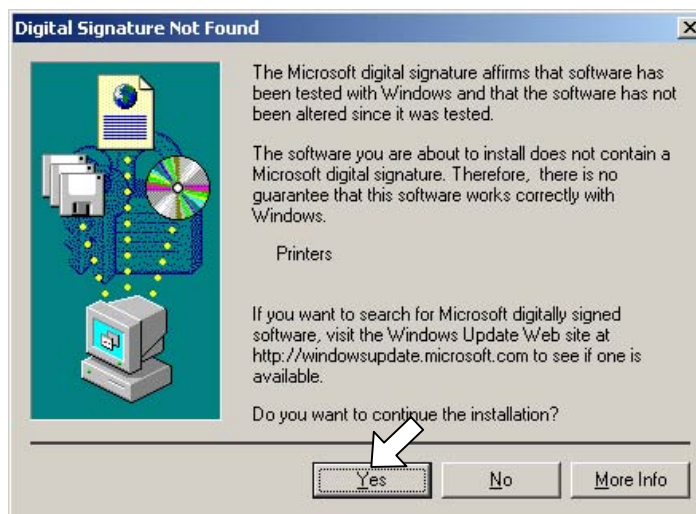 Digital Signature Not Found
The Microsoft digital signature affirms that software has
been tested with Windows and that the software has not
been altered since it was tested.
The software you are about to install does not contain a
Microsoft digital signature. Therefore, there is no
guarantee that this software works correctly with
Windows.
Printers
If you want to search for Microsoft digitally signed
software, visit the Windows Update Web site at
http://windowsupdate.microsoft.com to see if one is
available.
Do you want to continue the installation?
Yes No More Info